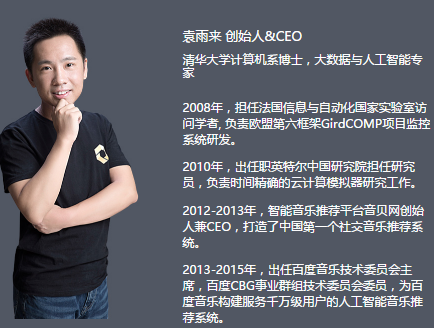 袁雨来 创始人&CEO
清华大学计算机系博士，大数据与人工智能专
家
2008年，担任法国信息与自动化国家实验室访
问学者, 负责欧盟第六框架GirdCOMP项目监控
系统研发。
2010年，出任职英特尔中国研究院担任研究
员，负责时间精确的云计算模拟器研究工作。
2012-2013年，智能音乐推荐平台音贝网创始
人兼CEO，打造了中国第一个社交音乐推荐系
统。
2013-2015年，出任百度音乐技术委员会主
席，百度CBG事业群组技术委员会委员，为百
度音乐构建服务千万级用户的人工智能音乐推
荐系统。